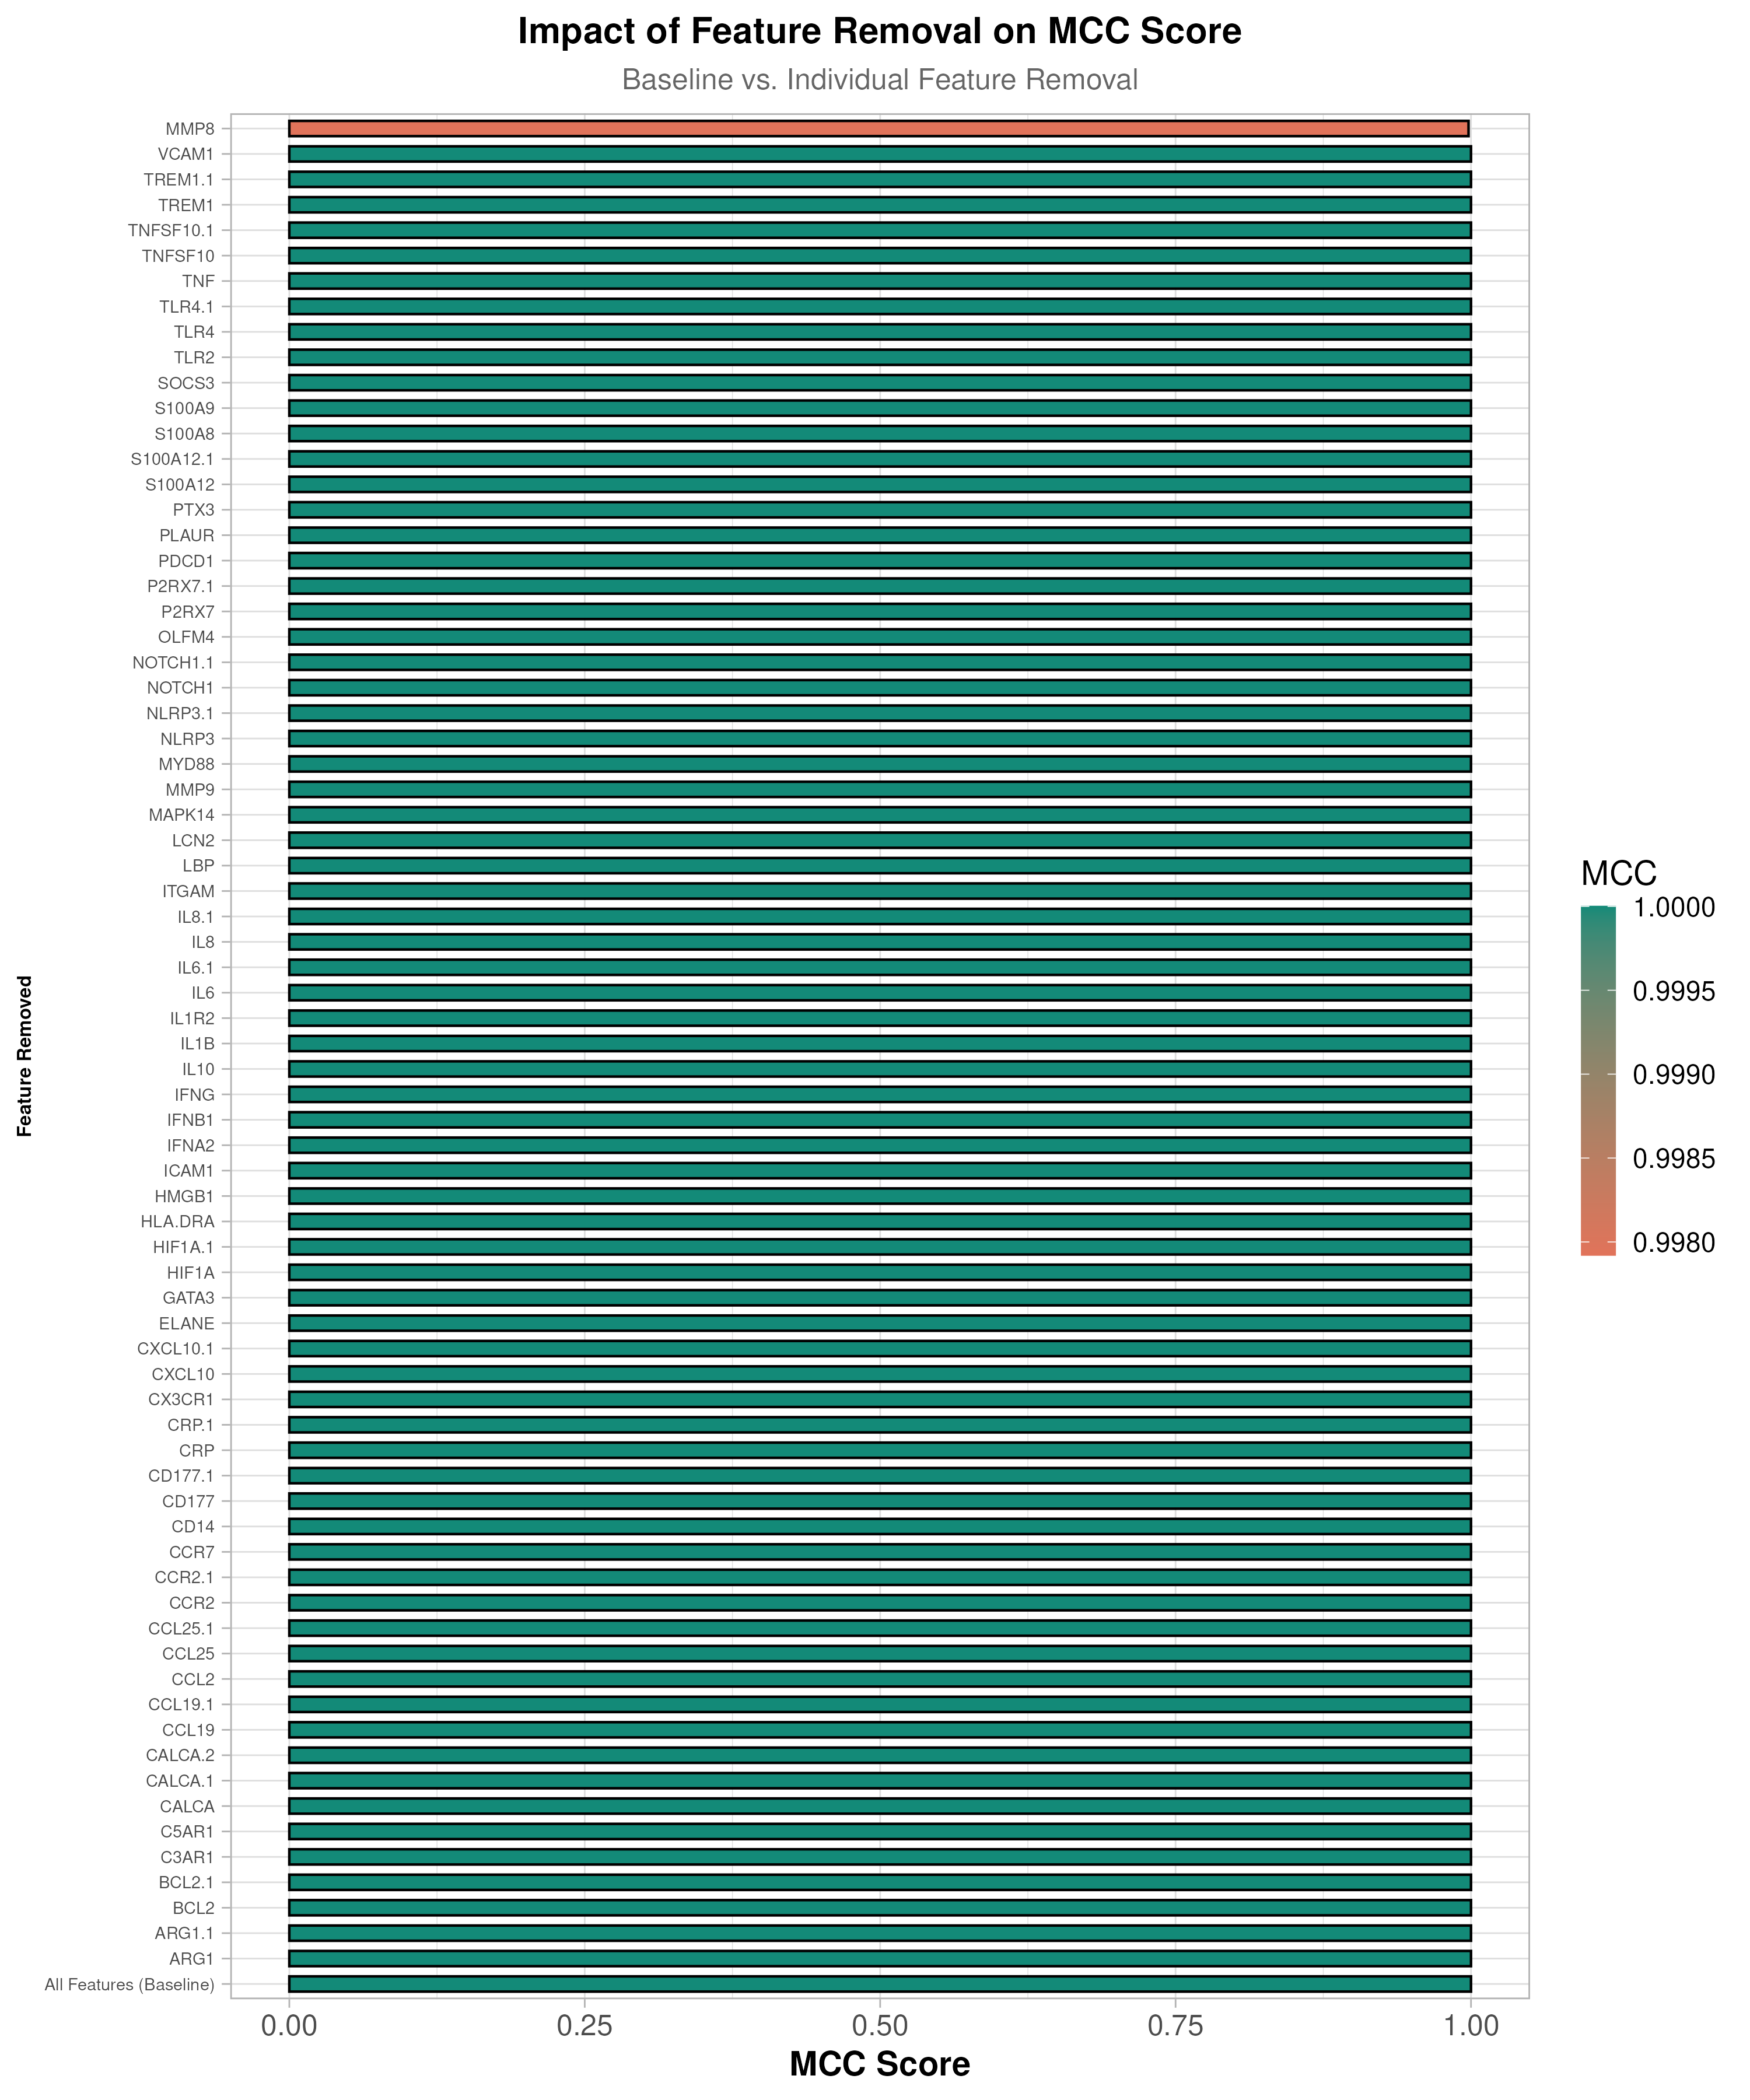 Impact of Feature Removal on MCC Score
Baseline vs. Individual Feature Removal
MMP8
VCAM1
TREM1.1
TREM1
TNFSF10.1
TNFSF10
TNF
TLR4.1
TLR4
TLR2
SOCS3
S100A9
S100A8
S100A12.1
S100A12
PTX3
PLAUR
PDCD1
P2RX7.1
P2RX7
OLFM4
NOTCH1.1
NOTCH1
NLRP3.1
NLRP3
MYD88
MMP9
MAPK14
LCN2
LBP
ITGAM
IL8.1
IL8
IL6.1
IL6
IL1R2
IL1B
IL10
IFNG
IFNB1
IFNA2
ICAM1
HMGB1
HLA.DRA
HIF1A.1
HIF1A
GATA3
ELANE
CXCL10.1
CXCL10
CX3CR1
CRP.1
CRP
CD177.1
CD177
CD14
CCR7
CCR2.1
CCR2
CCL25.1
CCL25
CCL2
CCL19.1
CCL19
CALCA.2
CALCA.1
CALCA
C5AR1
C3AR1
BCL2.1
BCL2
ARG1.1
ARG1
All Features (Baseline)
Feature Removed
0.00 0.25 0.50 0.75 1.00
MCC Score
MCC
1.0000
0.9995
0.9990
0.9985
0.9980